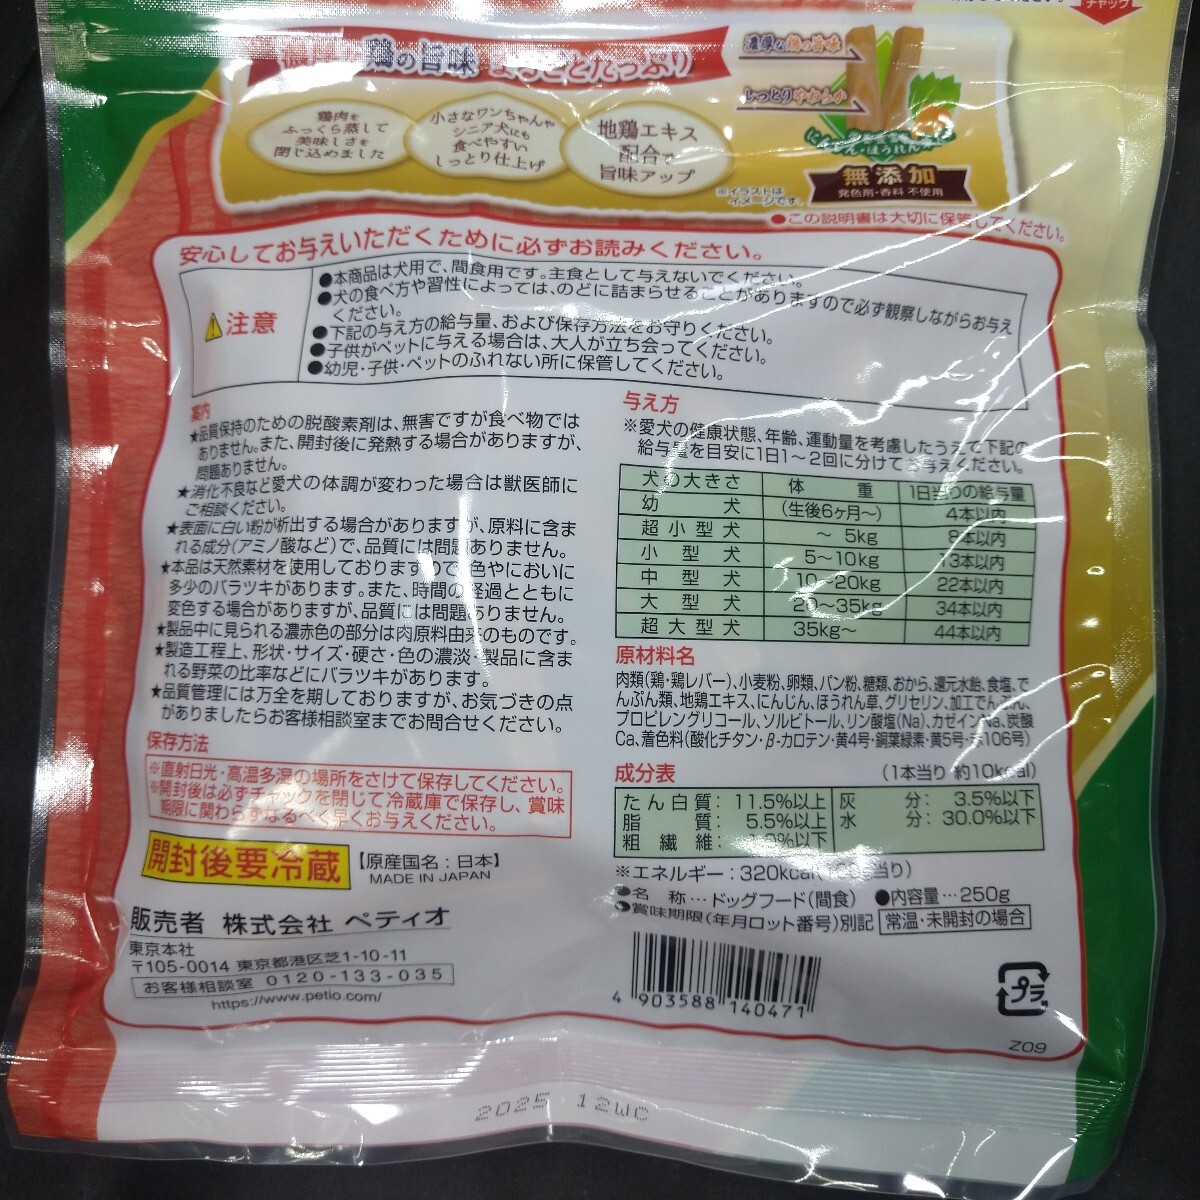 チャック
鶏の旨味 まるごとたっぷり
濃厚な鶏の旨味
しっとりやわらか
鶏肉を
ふっくら蒸して
美味しさを
閉じ込めました
小さなワンちゃんや
シニア犬にも
食べやすい
しっとり仕上げ
地鶏エキス
配合で
旨味アップ
無添加
発色剤・香料 不使用
※イラストは
イメージです。
●この説明書は大切に保管してください。
安心してお与えいただくために必ずお読みください。
注意
●本商品は犬用で、間食用です。主食として与えないでください。
●犬の食べ方や習性によっては、のどに詰まらせることがありますので必ず観察しながらお与え
ください。
●下記の与え方の給与量、および保存方法をお守りください。
●子供がペットに与える場合は、大人が立ち会ってください。
●幼児・子供・ペットのふれない所に保管してください。
案内
★品質保持のための脱酸素剤は、無害ですが食べ物では
ありません。また、開封後に発熱する場合がありますが、
問題ありません。
★消化不良など愛犬の体調が変わった場合は獣医師に
ご相談ください。
★表面に白い粉が析出する場合がありますが、原料に含ま
れる成分(アミノ酸など)で、品質には問題ありません。
★本品は天然素材を使用しておりますので、色やにおいに
多少のバラツキがあります。また、時間の経過とともに
変色する場合がありますが、品質には問題ありません。
★製品中に見られる濃赤色の部分は肉原料由来のものです。
★製造工程上、形状・サイズ・硬さ・色の濃淡・製品に含ま
れる野菜の比率などにバラツキがあります。
★品質管理には万全を期しておりますが、お気づきの点
がありましたらお客様相談室までお問合せください。
保存方法
※直射日光・高温多湿の場所をさけて保存してください。
※開封後は必ずチャックを閉じて冷蔵庫で保存し、賞味
期限に関わらずなるべく早くお与えください。
開封後要冷蔵
【原産国名：日本】
MADE IN JAPAN
販売者 株式会社 ペティオ
東京本社
〒105-0014 東京都港区芝1-10-11
お客様相談室 0120-133-035
https://www.petio.com/
与え方
※愛犬の健康状態、年齢、運動量を考慮したうえで下記の
給与量を目安に1日1～2回に分けてお与えください。
犬の大きさ 体重 1日当りの給与量
幼犬 (生後6ヶ月～) 4本以内
超小型犬 ～5kg 8本以内
小型犬 5～10kg 13本以内
中型犬 10～20kg 22本以内
大型犬 20～35kg 34本以内
超大型犬 35kg～ 44本以内
原材料名
肉類(鶏・鶏レバー)、小麦粉、卵類、パン粉、糖類、おから、還元水飴、食塩、で
んぷん類、地鶏エキス、にんじん、ほうれん草、グリセリン、加工でんぷん、
プロピレングリコール、ソルビトール、リン酸塩(Na)、カゼインNa、炭酸
Ca、着色料(酸化チタン・β-カロテン・黄4号・銅葉緑素・黄5号・赤106号)
成分表 (1本当り 約10kcal)
たん白質：11.5%以上 灰分：3.5%以下
脂質：5.5%以上 水分：30.0%以下
粗繊維： %以下
※エネルギー：320kcal 当り)
●名 称…ドッグフード(間食) ●内容量…250g
●賞味期限(年月ロット番号)別記 常温・未開封の場合
4 903588 140471
プラ
Z09
2025 12WC